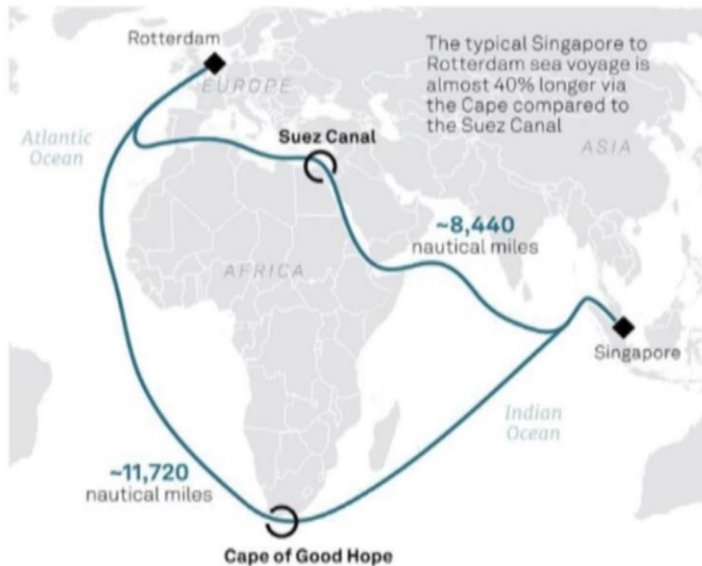 Rotterdam
The typical Singapore to
Rotterdam sea voyage is
almost 40% longer via
the Cape compared to
the Suez Canal
EUROPE
Atlantic
Ocean
Suez Canal
ASIA
~8,440
nautical miles
AFRICA
Singapore
Indian
Ocean
~11,720
nautical miles
Cape of Good Hope